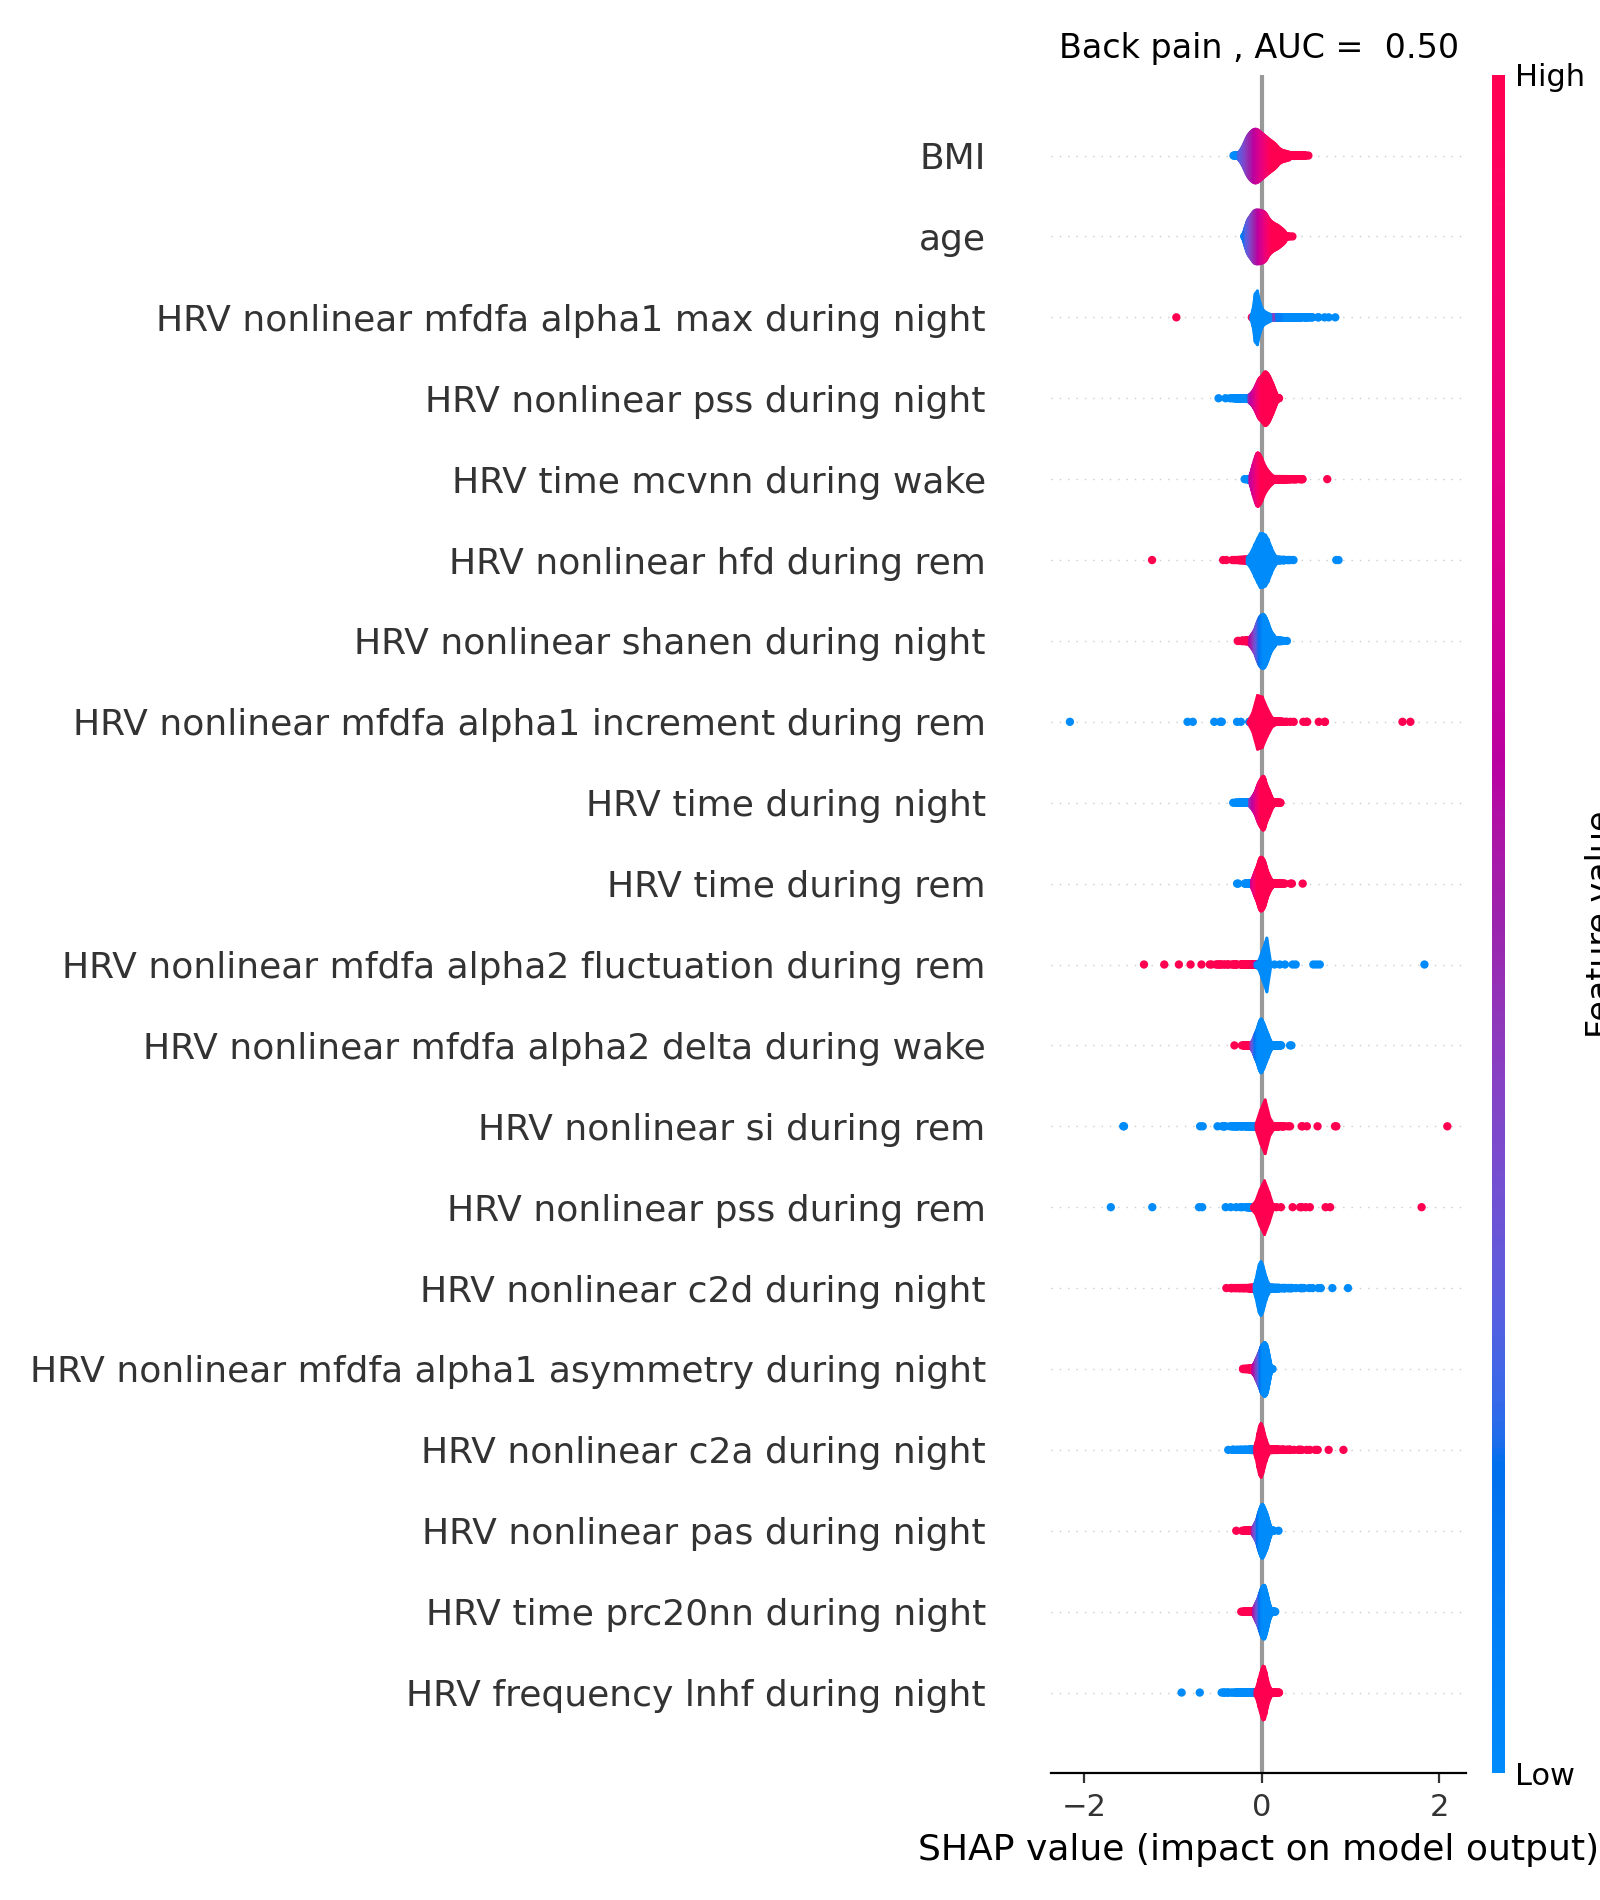 Back pain , AUC =  0.50
High
BMI
age
HRV nonlinear mfdfa alpha1 max during night
HRV nonlinear pss during night
HRV time mcvnn during wake
HRV nonlinear hfd during rem
HRV nonlinear shanen during night
HRV nonlinear mfdfa alpha1 increment during rem
HRV time during night
HRV time during rem
HRV nonlinear mfdfa alpha2 fluctuation during rem
HRV nonlinear mfdfa alpha2 delta during wake
HRV nonlinear si during rem
HRV nonlinear pss during rem
HRV nonlinear c2d during night
HRV nonlinear mfdfa alpha1 asymmetry during night
HRV nonlinear c2a during night
HRV nonlinear pas during night
HRV time prc20nn during night
HRV frequency lnhf during night
Feature value
Low
−2 0 2
SHAP value (impact on model output)